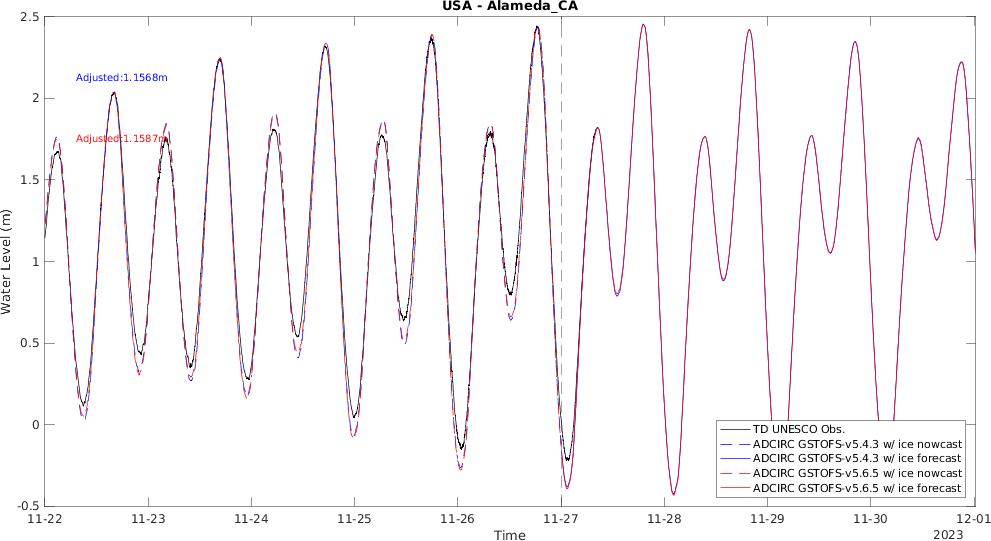 USA - Alameda_CA
2.5
2
1.5
1
0.5
0
-0.5
Water Level (m)
Adjusted:1.1568m
Adjusted:1.1587m
TD UNESCO Obs.
ADCIRC GSTOFS-v5.4.3 w/ ice nowcast
ADCIRC GSTOFS-v5.4.3 w/ ice forecast
ADCIRC GSTOFS-v5.6.5 w/ ice nowcast
ADCIRC GSTOFS-v5.6.5 w/ ice forecast
11-22 11-23 11-24 11-25 11-26 11-27 11-28 11-29 11-30 12-01
Time
2023